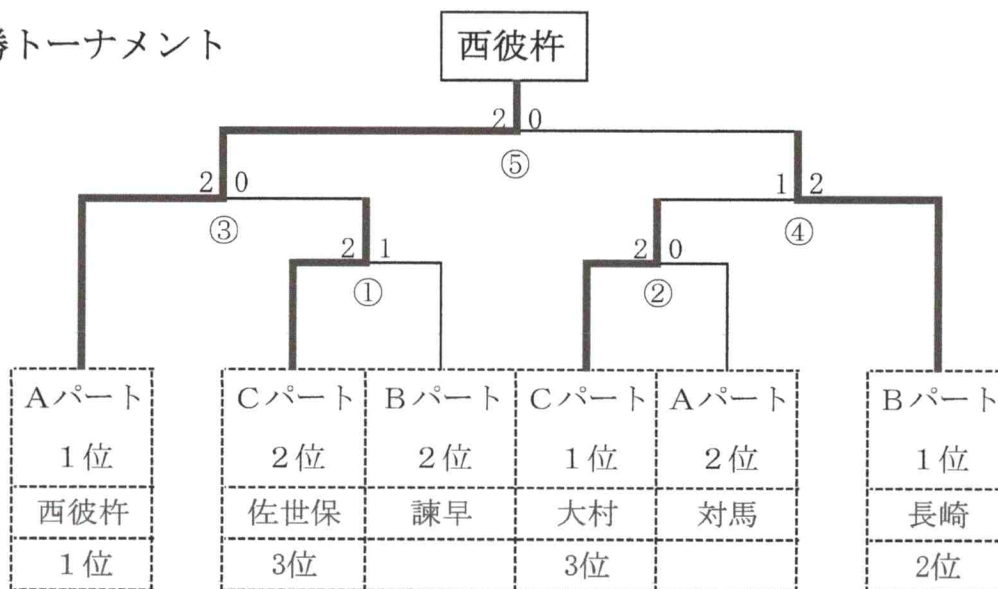 勝トーナメント
西彼杵
2 0
⑤
2 0
1 2
③
④
2 1
2 0
①
②
Aパート Cパート Bパート Cパート Aパート Bパート
1位 2位 2位 1位 2位 1位
西彼杵 佐世保 諫早 大村 対馬 長崎
1位 3位 3位 2位